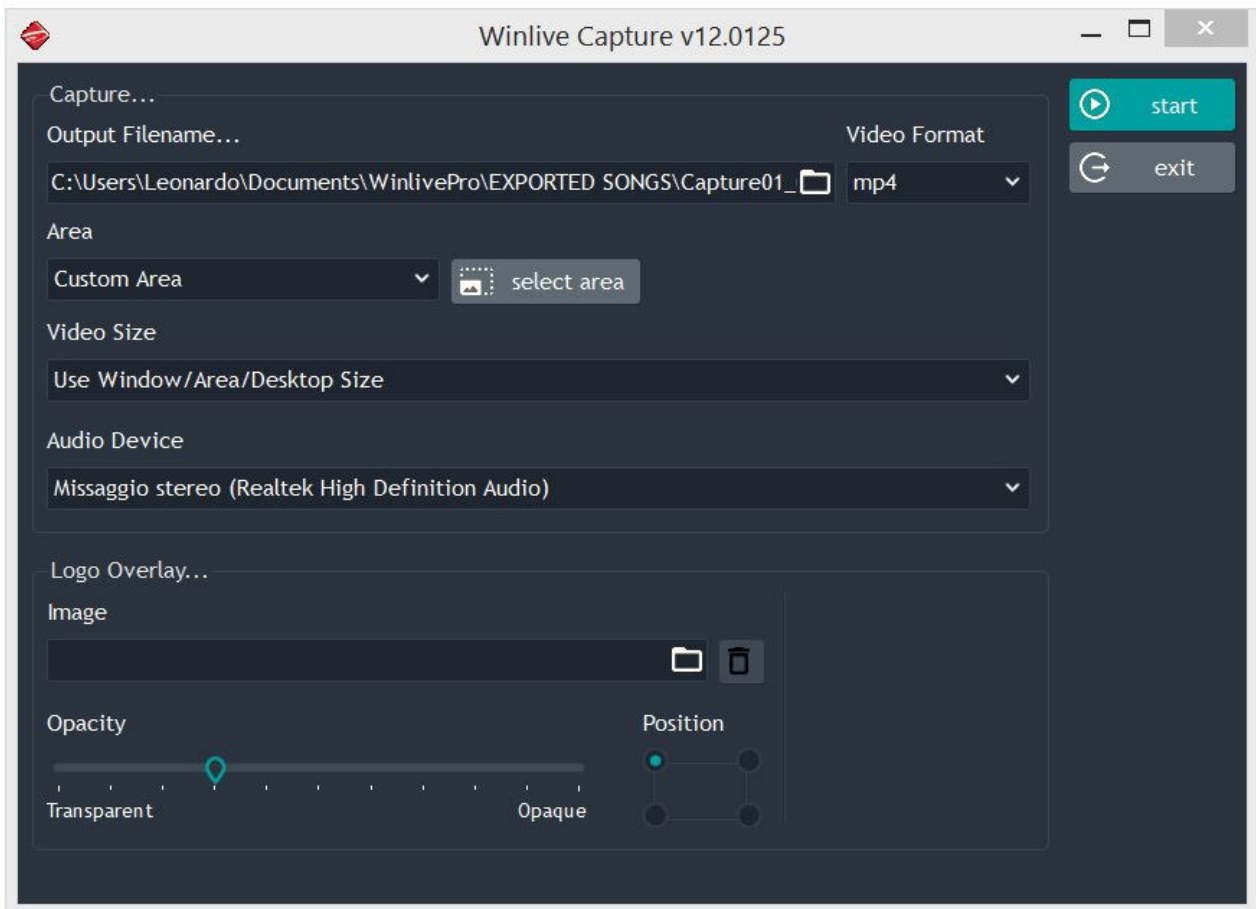 Winlive Capture v12.0125
Capture...
start
Output Filename...
Video Format
C:\Users\Leonardo\Documents\WinlivePro\EXPORTED SONGS\Capture01_
mp4
exit
Area
Custom Area
select area
Video Size
Use Window/Area/Desktop Size
Audio Device
Missaggio stereo (Realtek High Definition Audio)
Logo Overlay...
Image
Opacity
Position
Transparent
Opaque